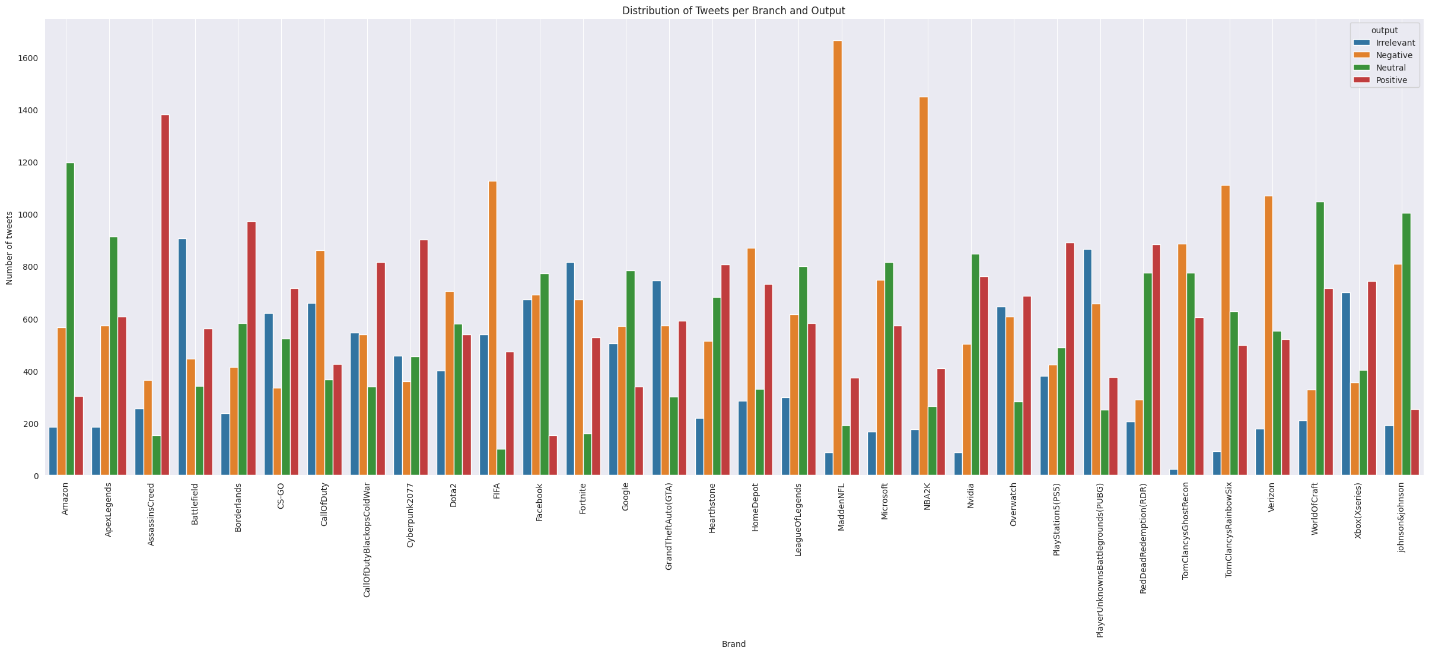 Distribution of Tweets per Branch and Output
output
Irrelevant
Negative
Neutral
Positive
Number of tweets
1600
1400
1200
1000
800
600
400
200
0
Amazon
ApexLegends
AssassinsCreed
Battlefield
Borderlands
CS-GO
CallOfDuty
CallOfDutyBlackopsColdWar
Cyberpunk2077
Dota2
FIFA
Facebook
Fortnite
Google
GrandTheftAuto(GTA)
Hearthstone
HomeDepot
LeagueOfLegends
MaddenNFL
Microsoft
NBA2K
Nvidia
Overwatch
PlayStation5(PS5)
PlayerUnknownsBattlegrounds(PUBG)
RedDeadRedemption(RDR)
TomClancysGhostRecon
TomClancysRainbowSix
Verizon
WorldOfCraft
Xbox(Xseries)
johnson&johnson
Brand